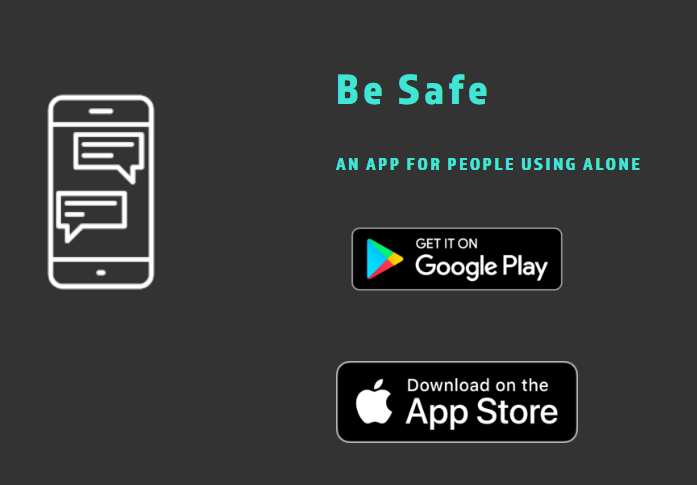 Be Safe
AN APP FOR PEOPLE USING ALONE
GET IT ON
Google Play
Download on the
App Store